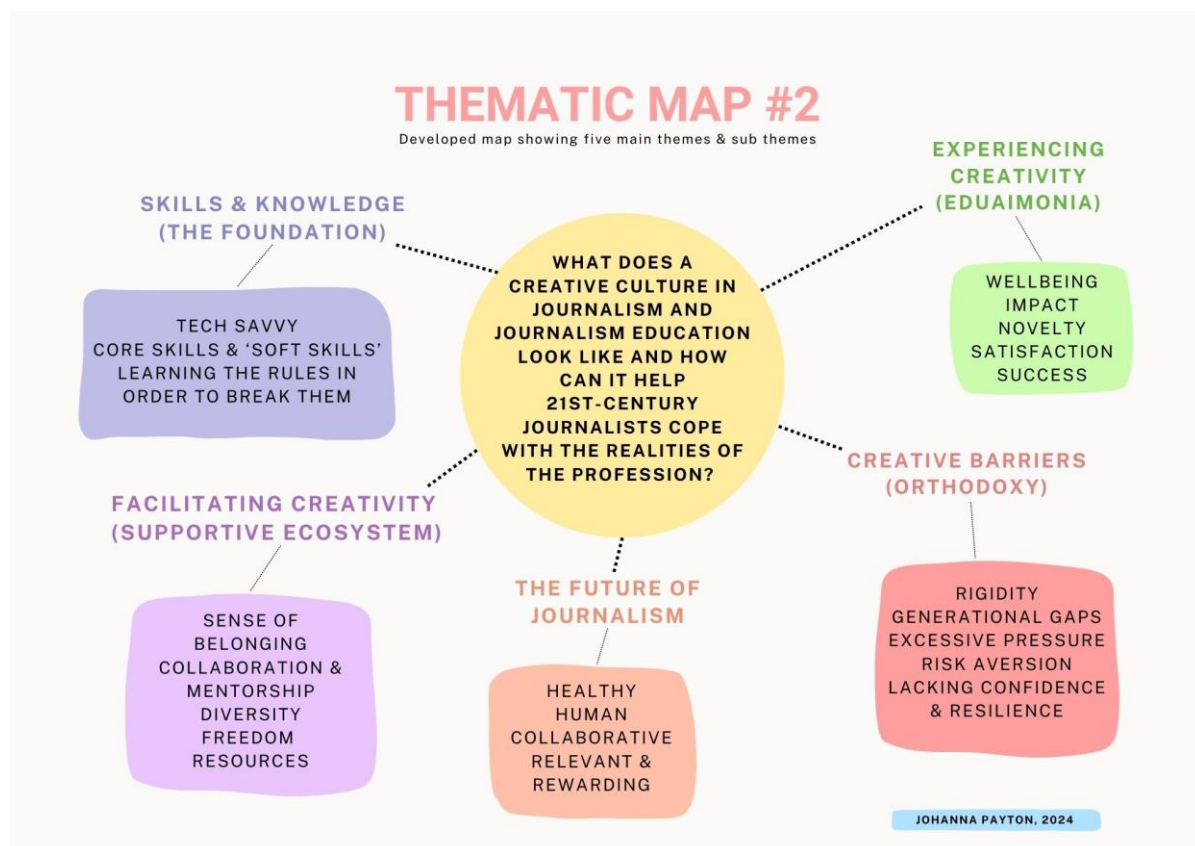 THEMATIC MAP #2
Developed map showing five main themes & sub themes
SKILLS & KNOWLEDGE
(THE FOUNDATION)
TECH SAVVY
CORE SKILLS & ‘SOFT SKILLS’
LEARNING THE RULES IN
ORDER TO BREAK THEM
WHAT DOES A
CREATIVE CULTURE IN
JOURNALISM AND
JOURNALISM EDUCATION
LOOK LIKE AND HOW
CAN IT HELP
21ST-CENTURY
JOURNALISTS COPE
WITH THE REALITIES OF
THE PROFESSION?
EXPERIENCING
CREATIVITY
(EDUAIMONIA)
WELLBEING
IMPACT
NOVELTY
SATISFACTION
SUCCESS
FACILITATING CREATIVITY
(SUPPORTIVE ECOSYSTEM)
SENSE OF
BELONGING
COLLABORATION &
MENTORSHIP
DIVERSITY
FREEDOM
RESOURCES
THE FUTURE OF
JOURNALISM
HEALTHY
HUMAN
COLLABORATIVE
RELEVANT &
REWARDING
CREATIVE BARRIERS
(ORTHODOXY)
RIGIDITY
GENERATIONAL GAPS
EXCESSIVE PRESSURE
RISK AVERSION
LACKING CONFIDENCE
& RESILIENCE
JOHANNA PAYTON, 2024